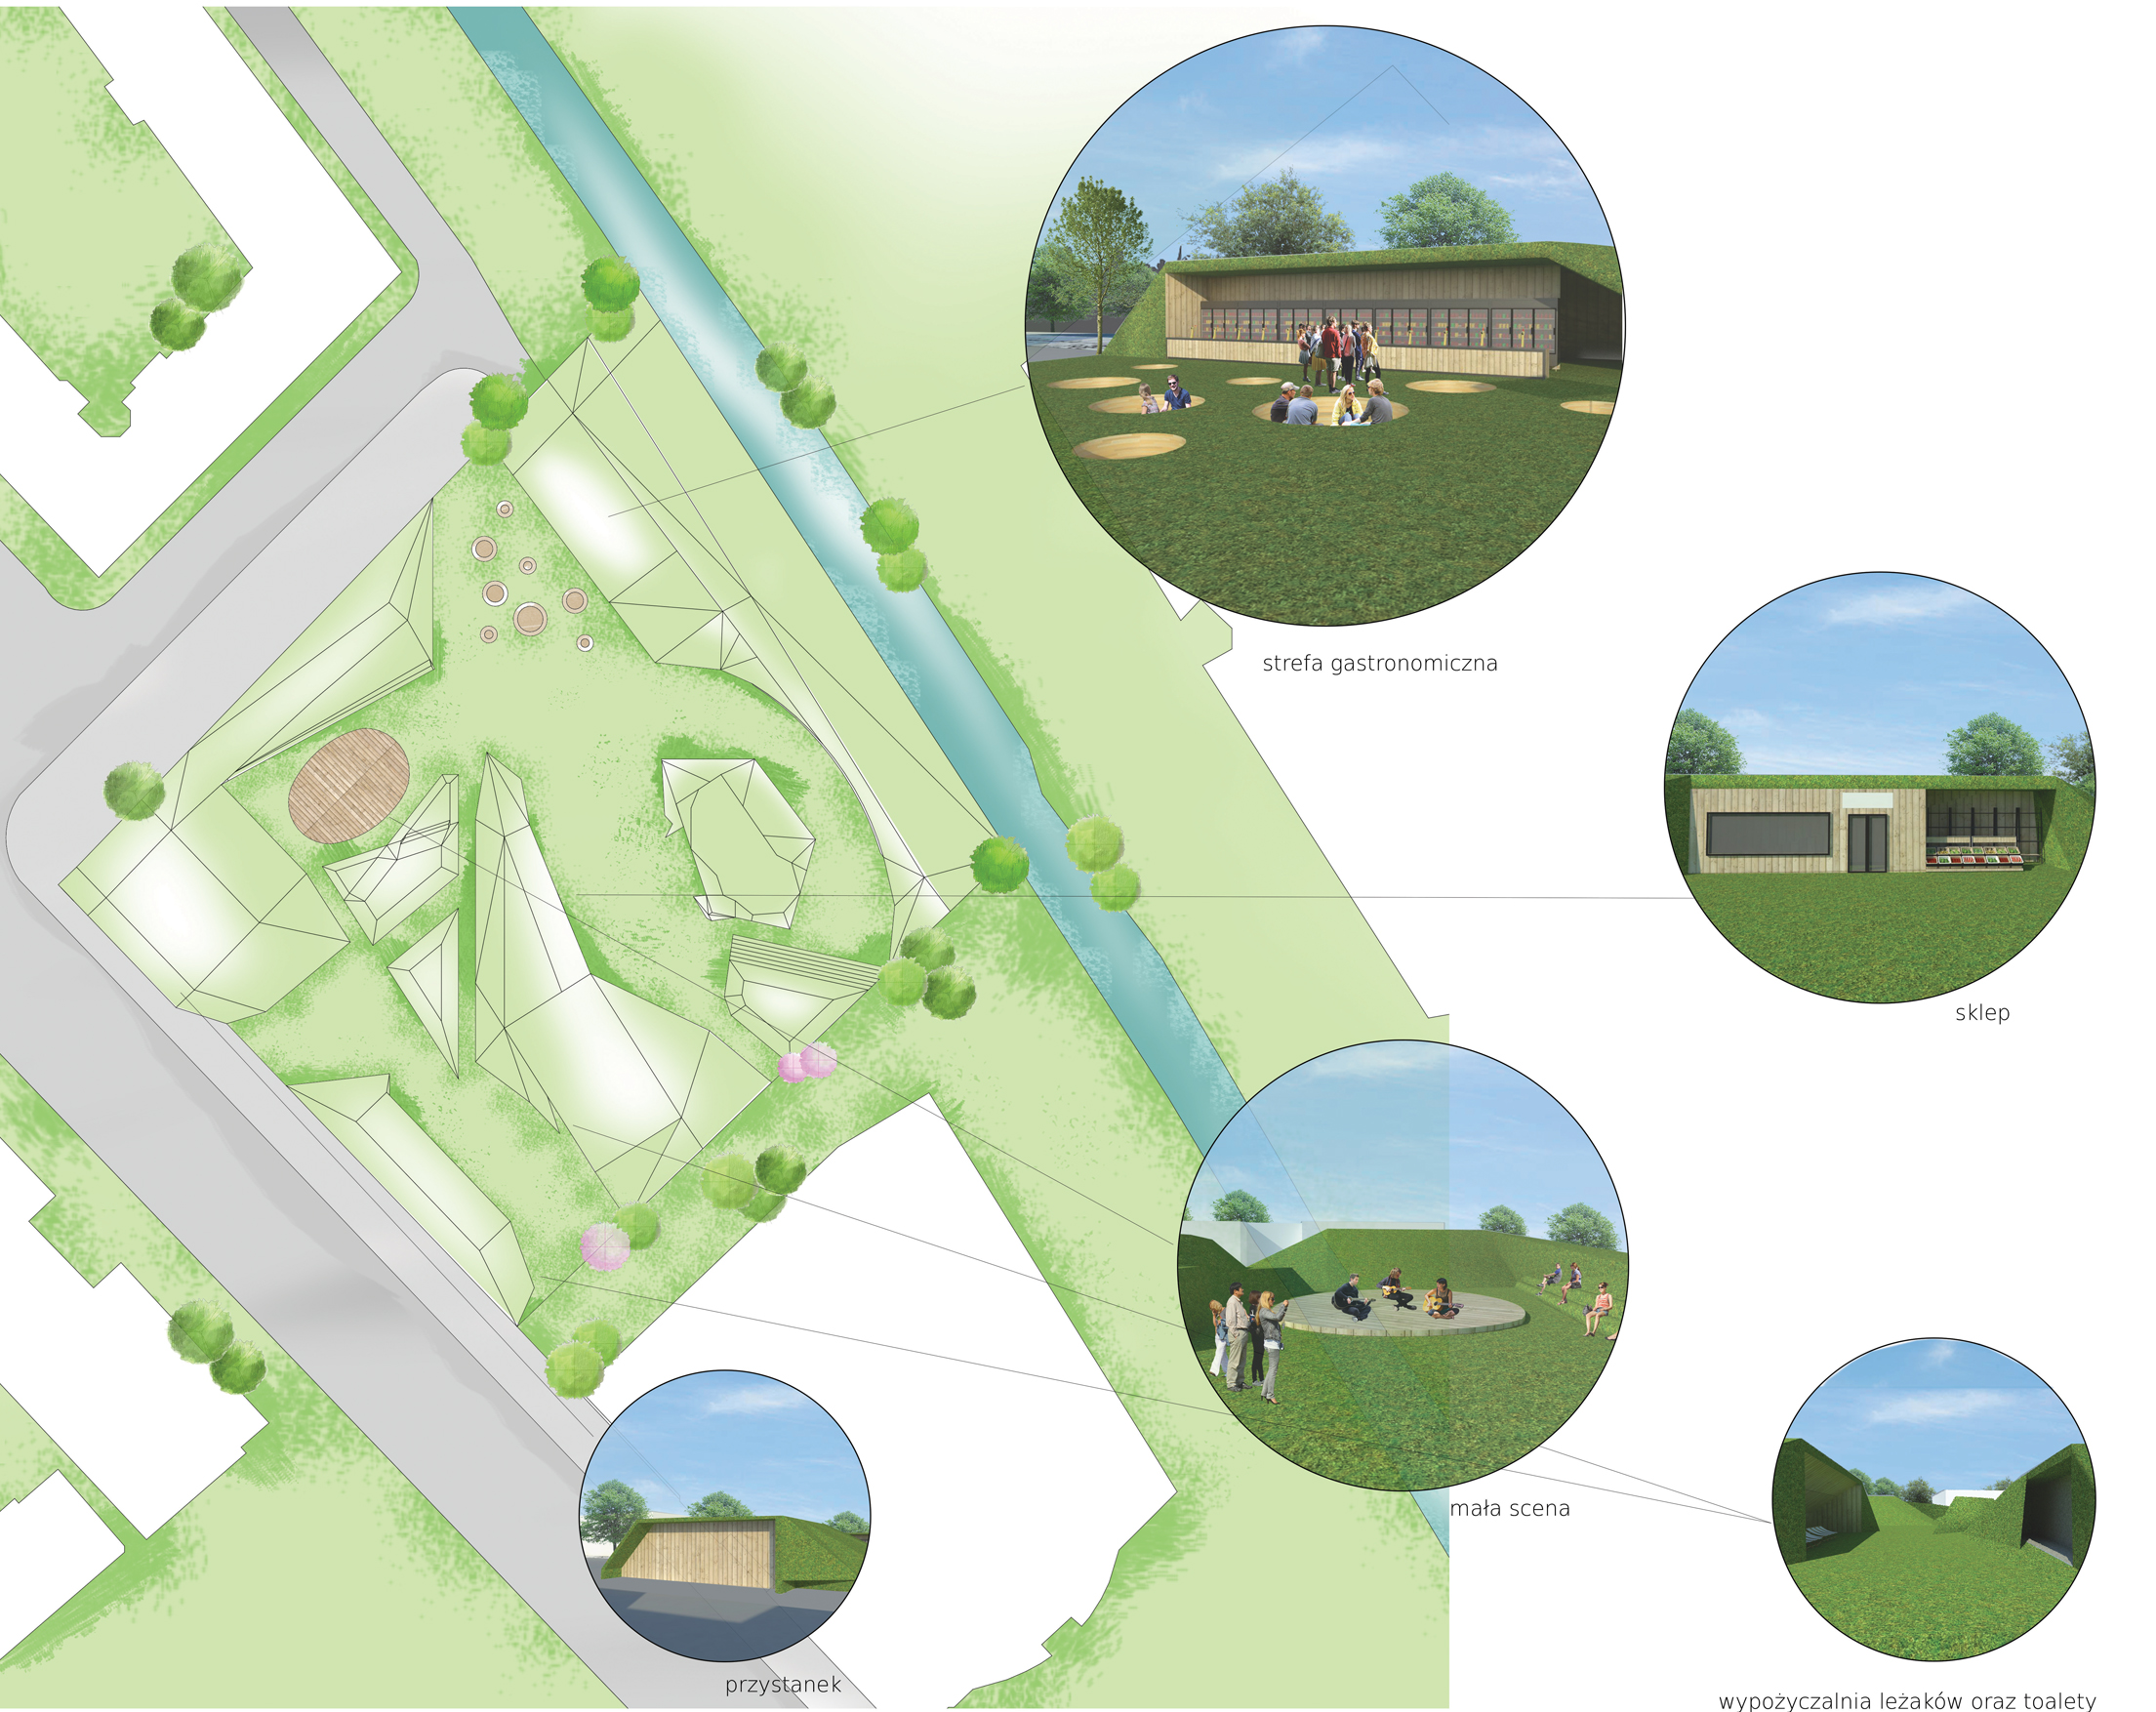 strefa gastronomiczna
sklep
mała scena
przystanek
wypożyczalnia leżaków oraz toalety